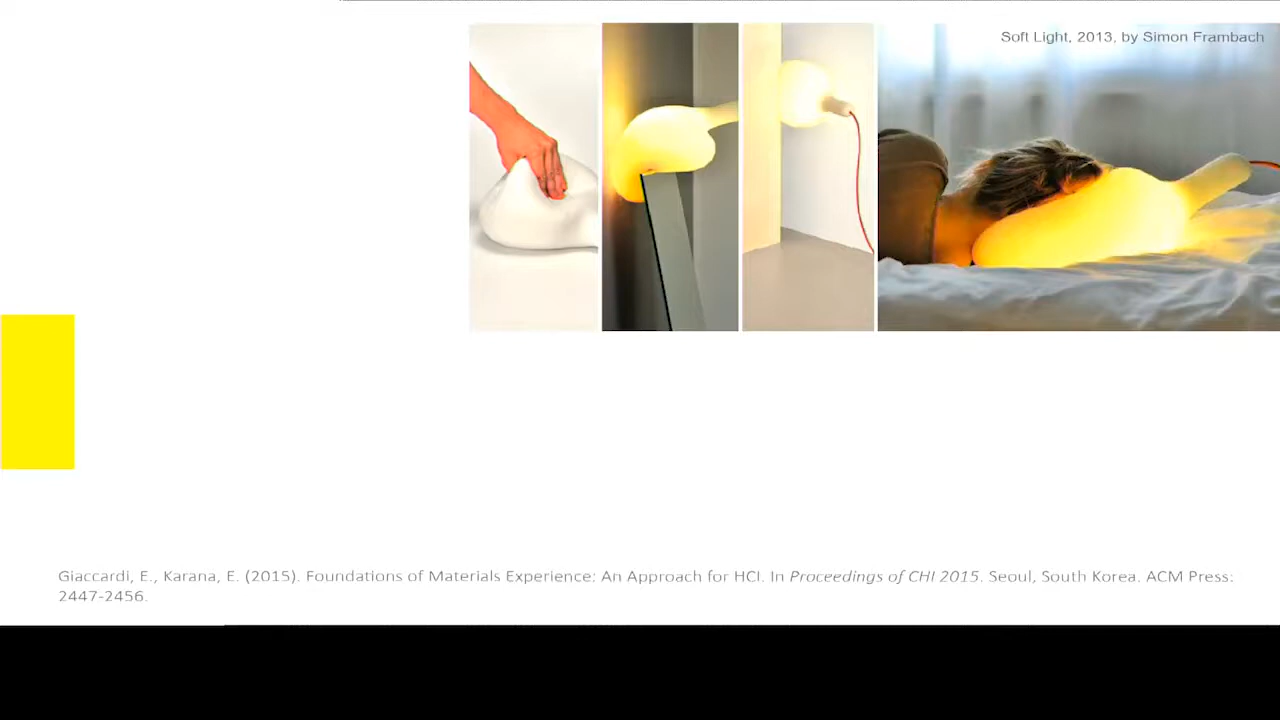 Soft Light, 2013, by Simon Frambach
Giaccardi, E., Karana, E. (2015). Foundations of Materials Experience: An Approach for HCI. In Proceedings of CHI 2015. Seoul, South Korea. ACM Press:
2447-2456.